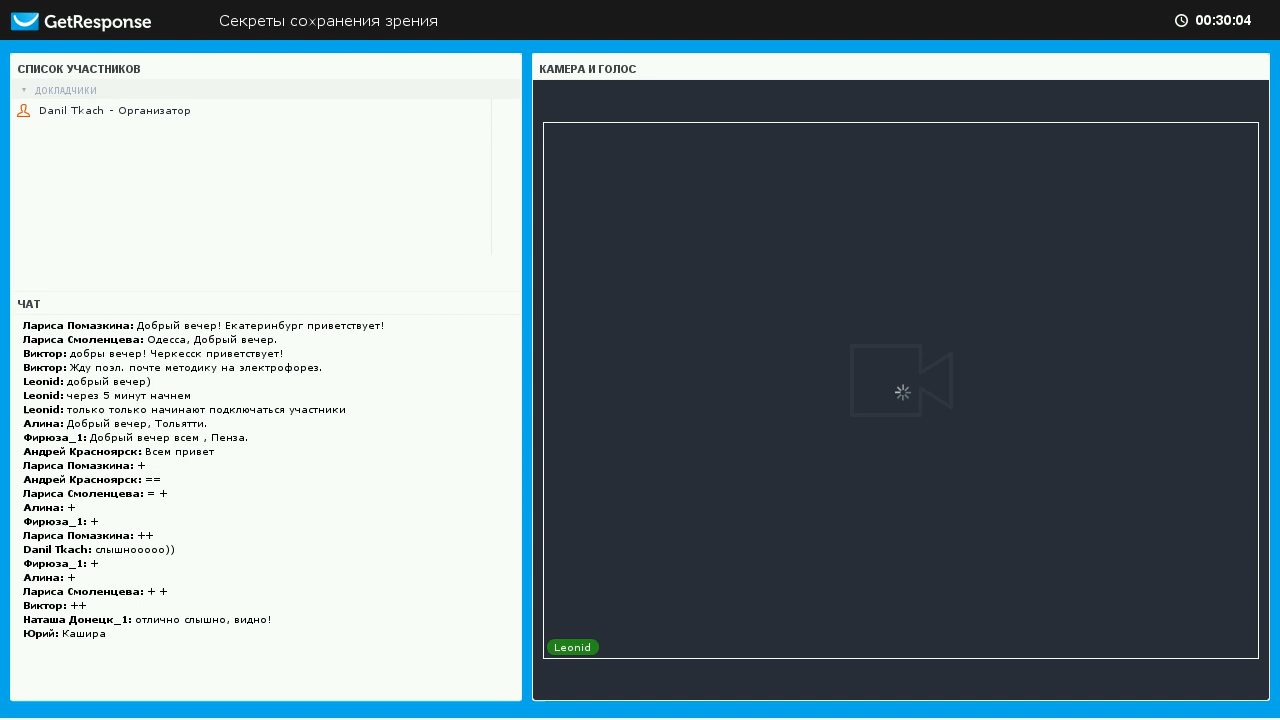 GetResponse
Секреты сохранения зрения
00:30:04
СПИСОК УЧАСТНИКОВ
ДОКЛАДЧИКИ
Danil Tkach - Организатор
ЧАТ
Лариса Помазкина: Добрый вечер! Екатеринбург приветствует!
Лариса Смоленцева: Одесса, Добрый вечер.
Виктор: добры вечер! Черкесск приветствует!
Виктор: Жду поэл. почте методику на электрофорез.
Leonid: добрый вечер)
Leonid: через 5 минут начнем
Leonid: только только начинают подключаться участники
Алина: Добрый вечер, Тольятти.
Фирюза_1: Добрый вечер всем , Пенза.
Андрей Красноярск: Всем привет
Лариса Помазкина: +
Андрей Красноярск: ==
Лариса Смоленцева: = +
Алина: +
Фирюза_1: +
Лариса Помазкина: ++
Danil Tkach: слышнооооо))
Фирюза_1: +
Алина: +
Лариса Смоленцева: + +
Виктор: ++
Наташа Донецк_1: отлично слышно, видно!
Юрий: Кашира
КАМЕРА И ГОЛОС
Leonid